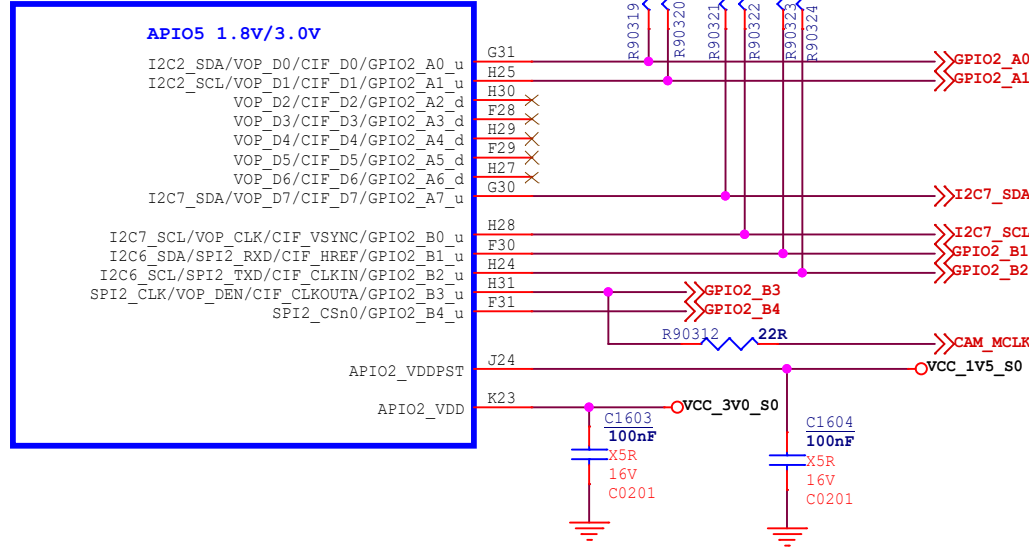 R90319
R90320
R90321
R90322
R90323
R90324
APIO5 1.8V/3.0V
I2C2_SDA/VOP_D0/CIF_D0/GPIO2_A0_u G31 GPIO2_A0
I2C2_SCL/VOP_D1/CIF_D1/GPIO2_A1_u H25 GPIO2_A1
VOP_D2/CIF_D2/GPIO2_A2_d H30
VOP_D3/CIF_D3/GPIO2_A3_d F28
VOP_D4/CIF_D4/GPIO2_A4_d H29
VOP_D5/CIF_D5/GPIO2_A5_d F29
VOP_D6/CIF_D6/GPIO2_A6_d H27
I2C7_SDA/VOP_D7/CIF_D7/GPIO2_A7_u G30 I2C7_SDA
I2C7_SCL/VOP_CLK/CIF_VSYNC/GPIO2_B0_u H28 I2C7_SCL
I2C6_SDA/SPI2_RXD/CIF_HREF/GPIO2_B1_u F30 GPIO2_B1
I2C6_SCL/SPI2_TXD/CIF_CLKIN/GPIO2_B2_u H24 GPIO2_B2
SPI2_CLK/VOP_DEN/CIF_CLKOUTA/GPIO2_B3_u H31 GPIO2_B3
SPI2_CSn0/GPIO2_B4_u F31 GPIO2_B4
R90312 22R CAM_MCLK
APIO2_VDDPST J24 VCC_1V5_S0
APIO2_VDD K23 VCC_3V0_S0
C1603
100nF
X5R
16V
C0201
C1604
100nF
X5R
16V
C0201